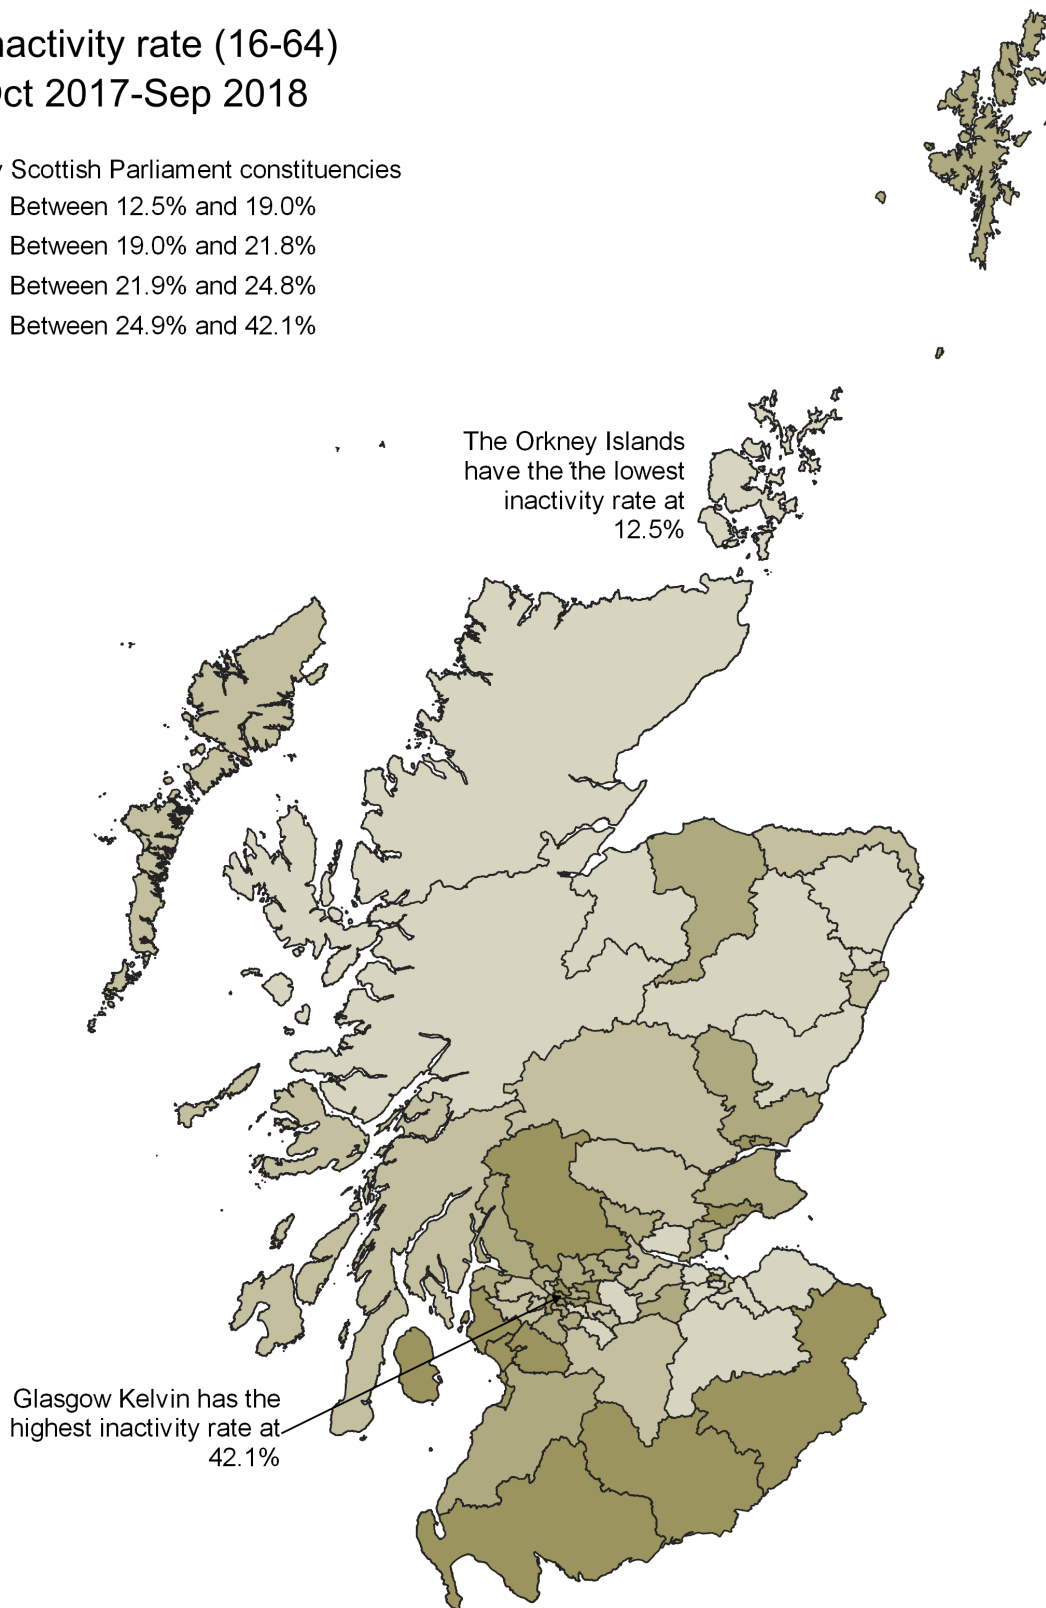 nactivity rate (16-64)
Oct 2017-Sep 2018
y Scottish Parliament constituencies
Between 12.5% and 19.0%
Between 19.0% and 21.8%
Between 21.9% and 24.8%
Between 24.9% and 42.1%
The Orkney Islands
have the the lowest
inactivity rate at
12.5%
Glasgow Kelvin has the
highest inactivity rate at
42.1%